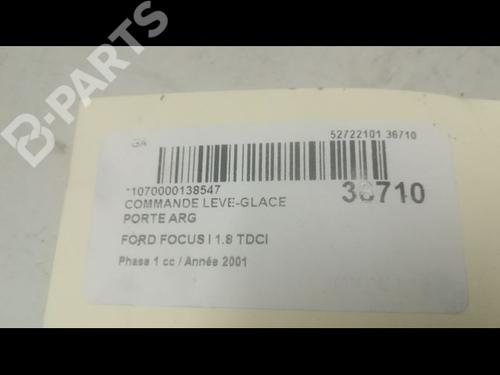 B-PARTS
GA
52722101 36710
*1070000138547
36710
COMMANDE LEVE-GLACE
PORTE ARG
FORD FOCUS I 1.8 TDCI
Phase 1 cc / Année 2001